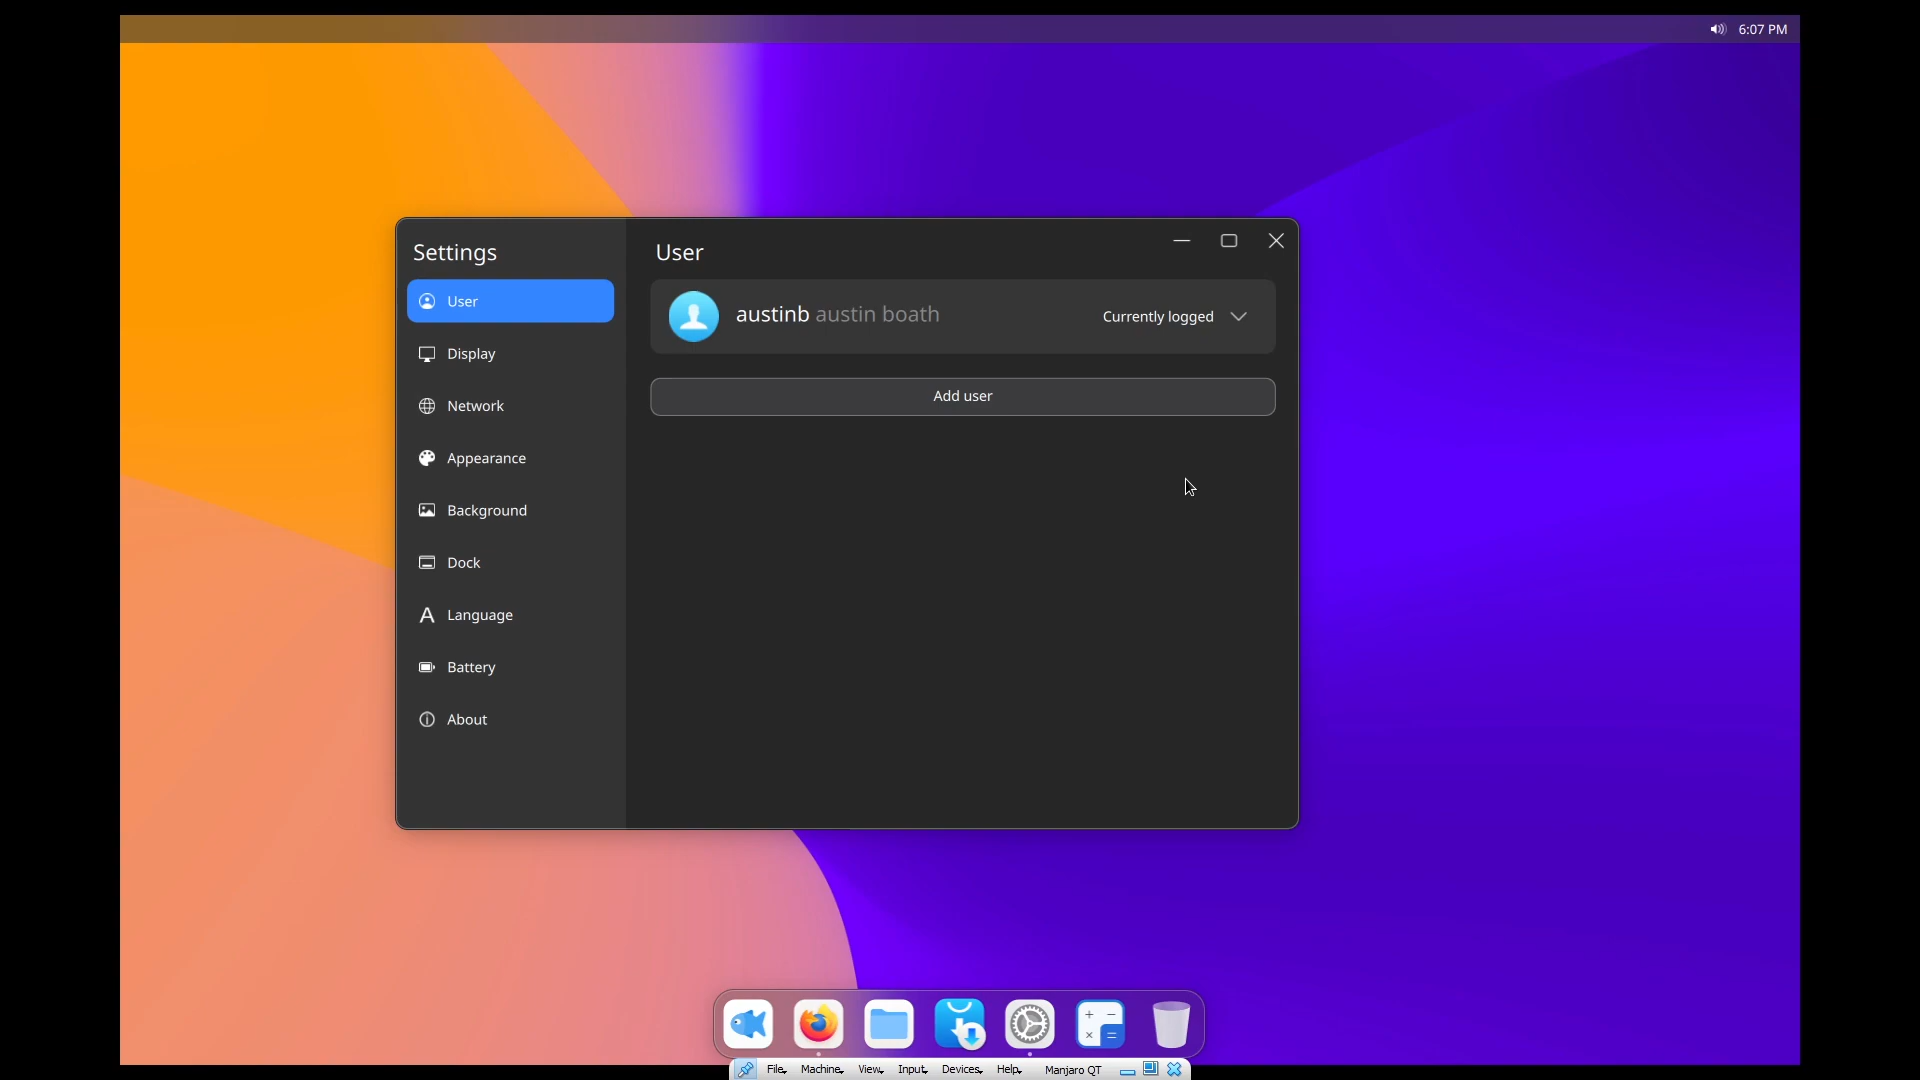 6:07 PM
Settings
User
User
austinb austin boath
Currently logged
Display
Add user
Network
Appearance
Background
Dock
Language
Battery
About
File Machine View Input Devices Help Manjaro QT